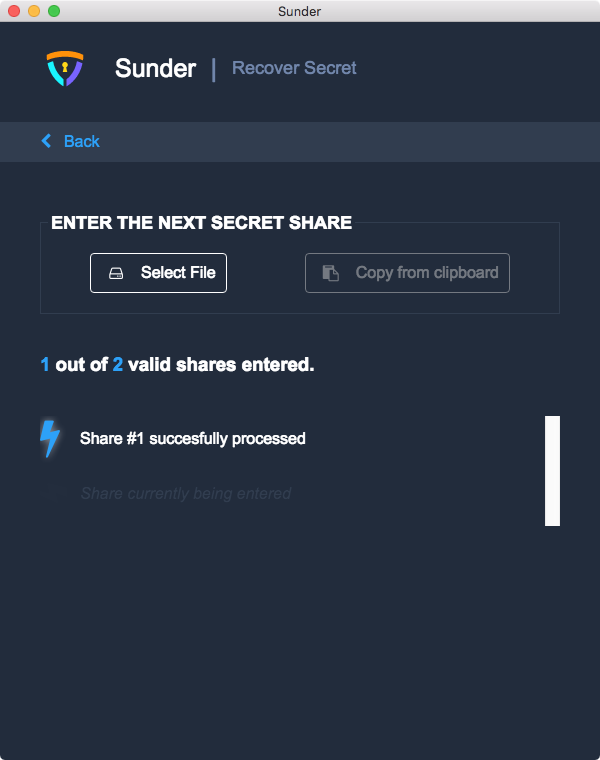 Sunder
Sunder | Recover Secret
Back
ENTER THE NEXT SECRET SHARE
Select File
Copy from clipboard
1 out of 2 valid shares entered.
Share #1 succesfully processed
Share currently being entered